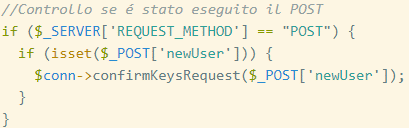 //Controllo se é stato eseguito il POST
if ($_SERVER['REQUEST_METHOD'] == "POST") {
  if (isset($_POST['newUser'])) {
    $conn->confirmKeysRequest($_POST['newUser']);
  }
}